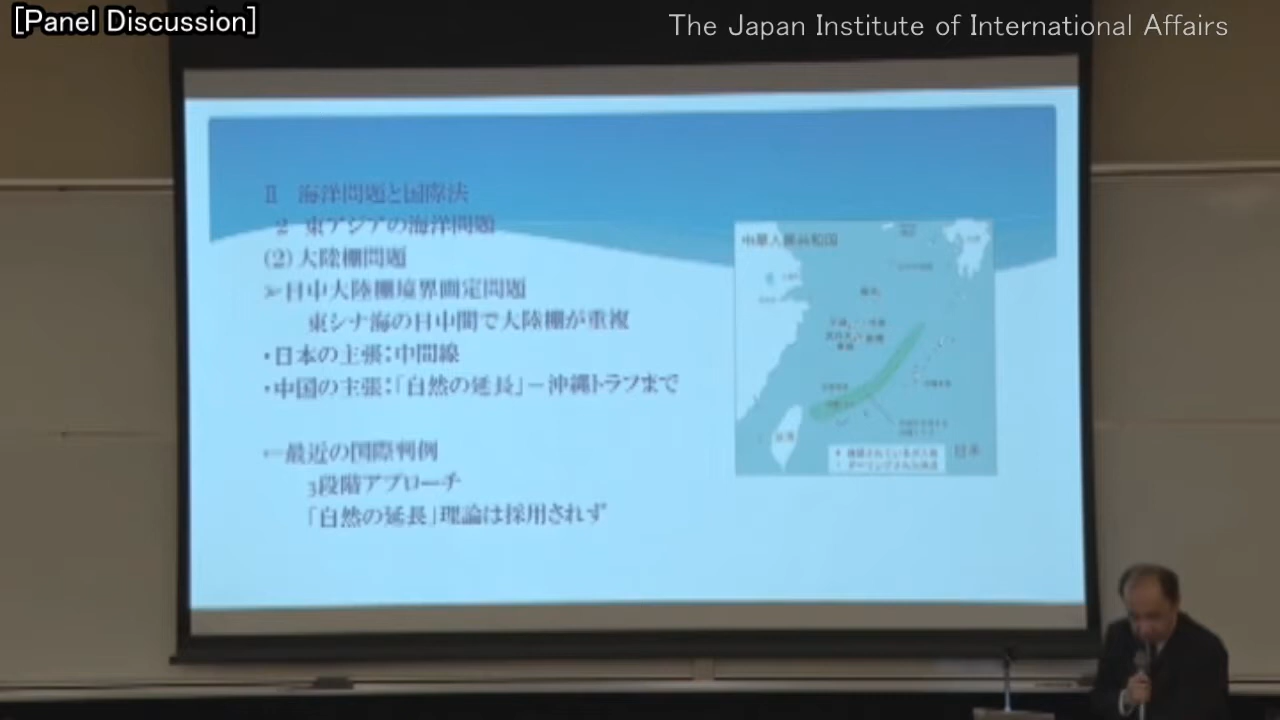 [Panel Discussion]
The Japan Institute of International Affairs
Ⅱ 海洋問題と国際法
2 東アジアの海洋問題
(2)大陸棚問題
➢日中大陸棚境界画定問題
東シナ海の日中間で大陸棚が重複
・日本の主張：中間線
・中国の主張：「自然の延長」－沖縄トラフまで
←最近の国際判例
3段階アプローチ
「自然の延長」理論は採用されず
中華人民共和国
台湾
日本